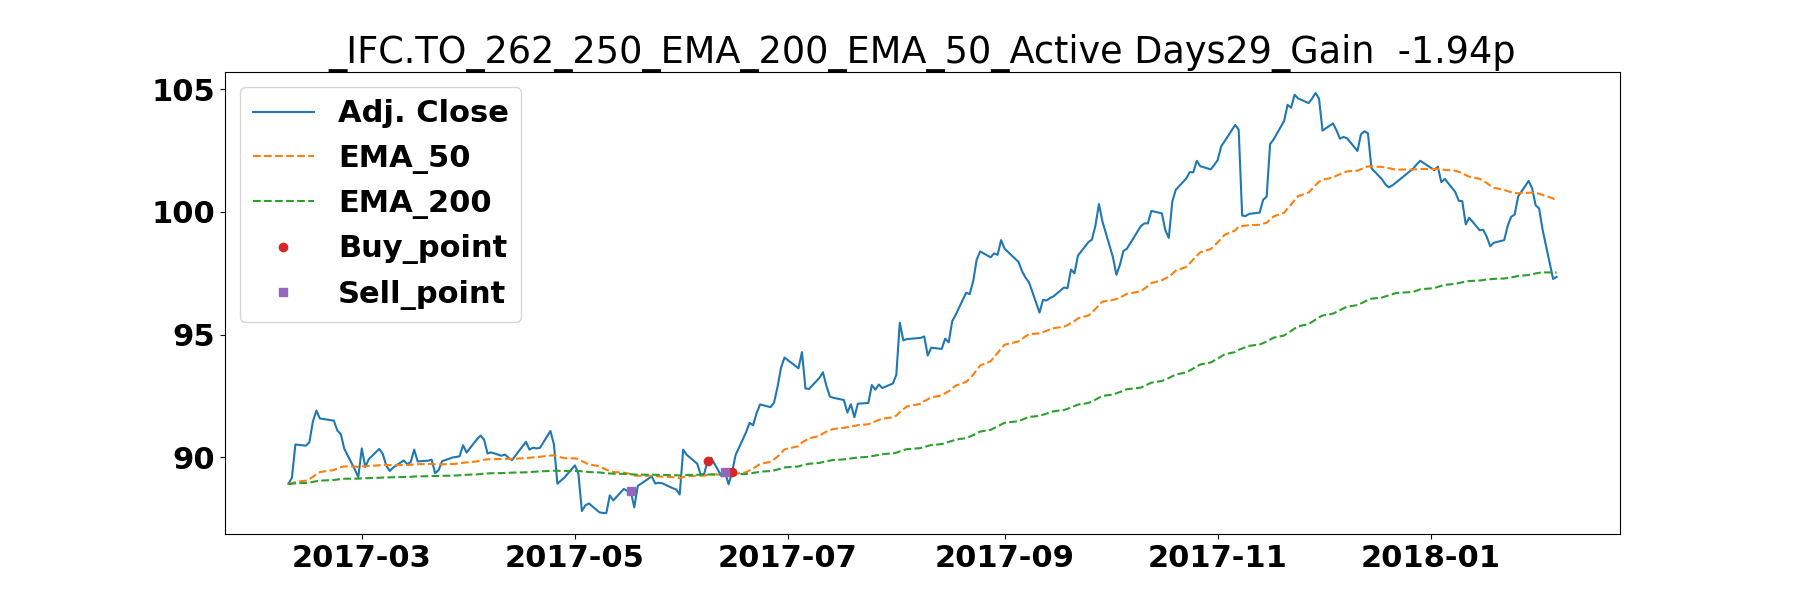 _IFC.TO_262_250_EMA_200_EMA_50_Active Days29_Gain  -1.94p
105
100
95
90
Adj. Close
EMA_50
EMA_200
Buy_point
Sell_point
2017-03 2017-05 2017-07 2017-09 2017-11 2018-01